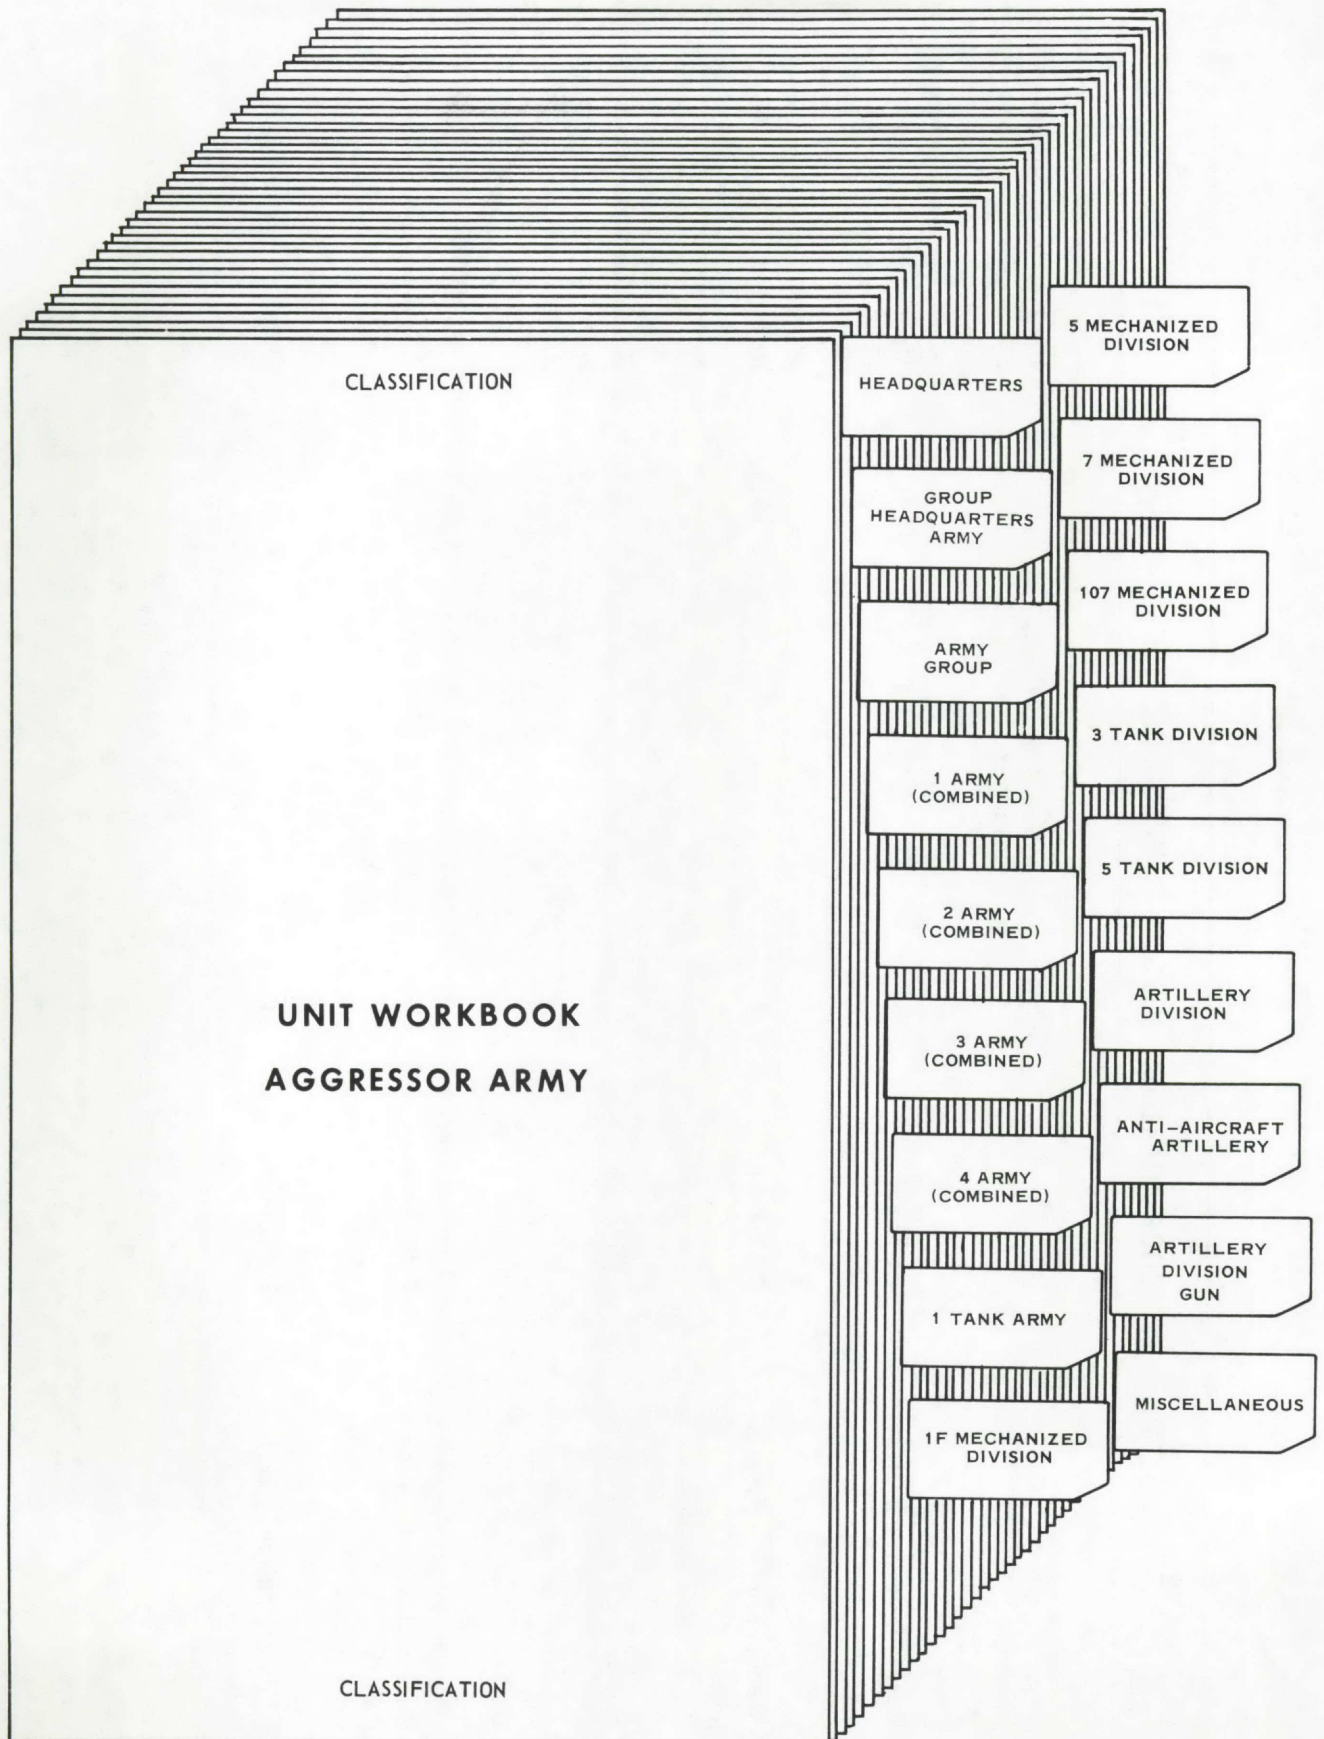 CLASSIFICATION
UNIT WORKBOOK
AGGRESSOR ARMY
CLASSIFICATION
HEADQUARTERS
GROUP
HEADQUARTERS
ARMY
ARMY
GROUP
1 ARMY
(COMBINED)
2 ARMY
(COMBINED)
3 ARMY
(COMBINED)
4 ARMY
(COMBINED)
1 TANK ARMY
1F MECHANIZED
DIVISION
5 MECHANIZED
DIVISION
7 MECHANIZED
DIVISION
107 MECHANIZED
DIVISION
3 TANK DIVISION
5 TANK DIVISION
ARTILLERY
DIVISION
ANTI-AIRCRAFT
ARTILLERY
ARTILLERY
DIVISION
GUN
MISCELLANEOUS